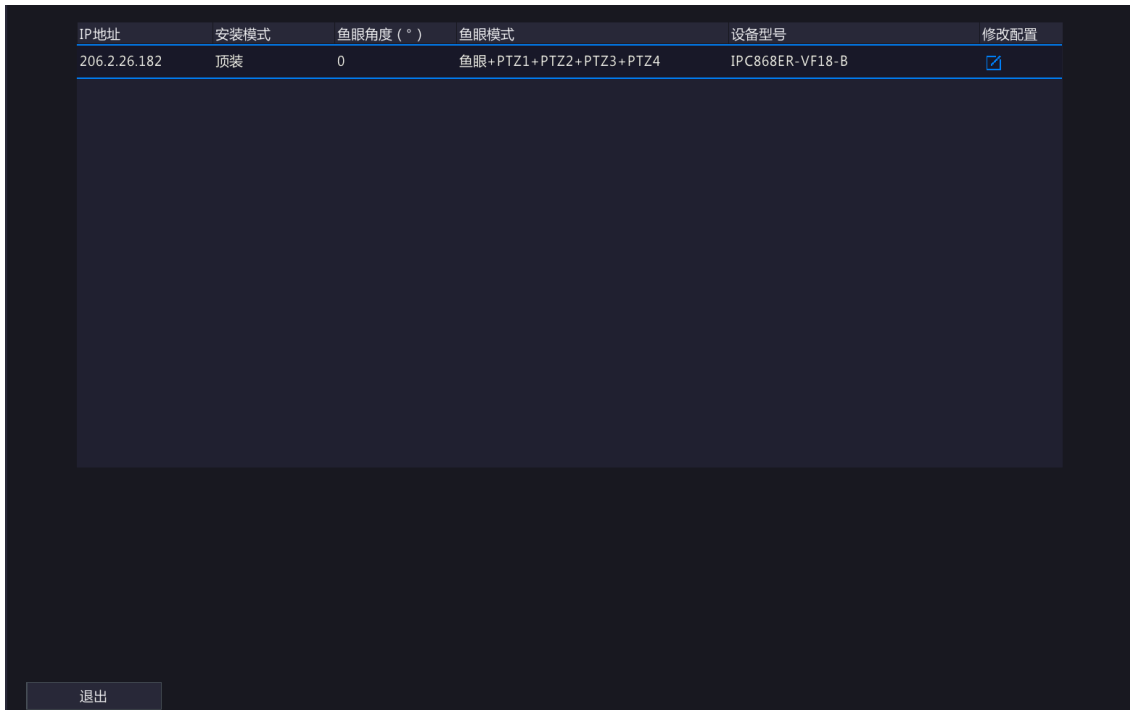 IP地址 安装模式 鱼眼角度(°) 鱼眼模式 设备型号 修改配置
206.2.26.182 顶装 0 鱼眼+PTZ1+PTZ2+PTZ3+PTZ4 IPC868ER-VF18-B
退出